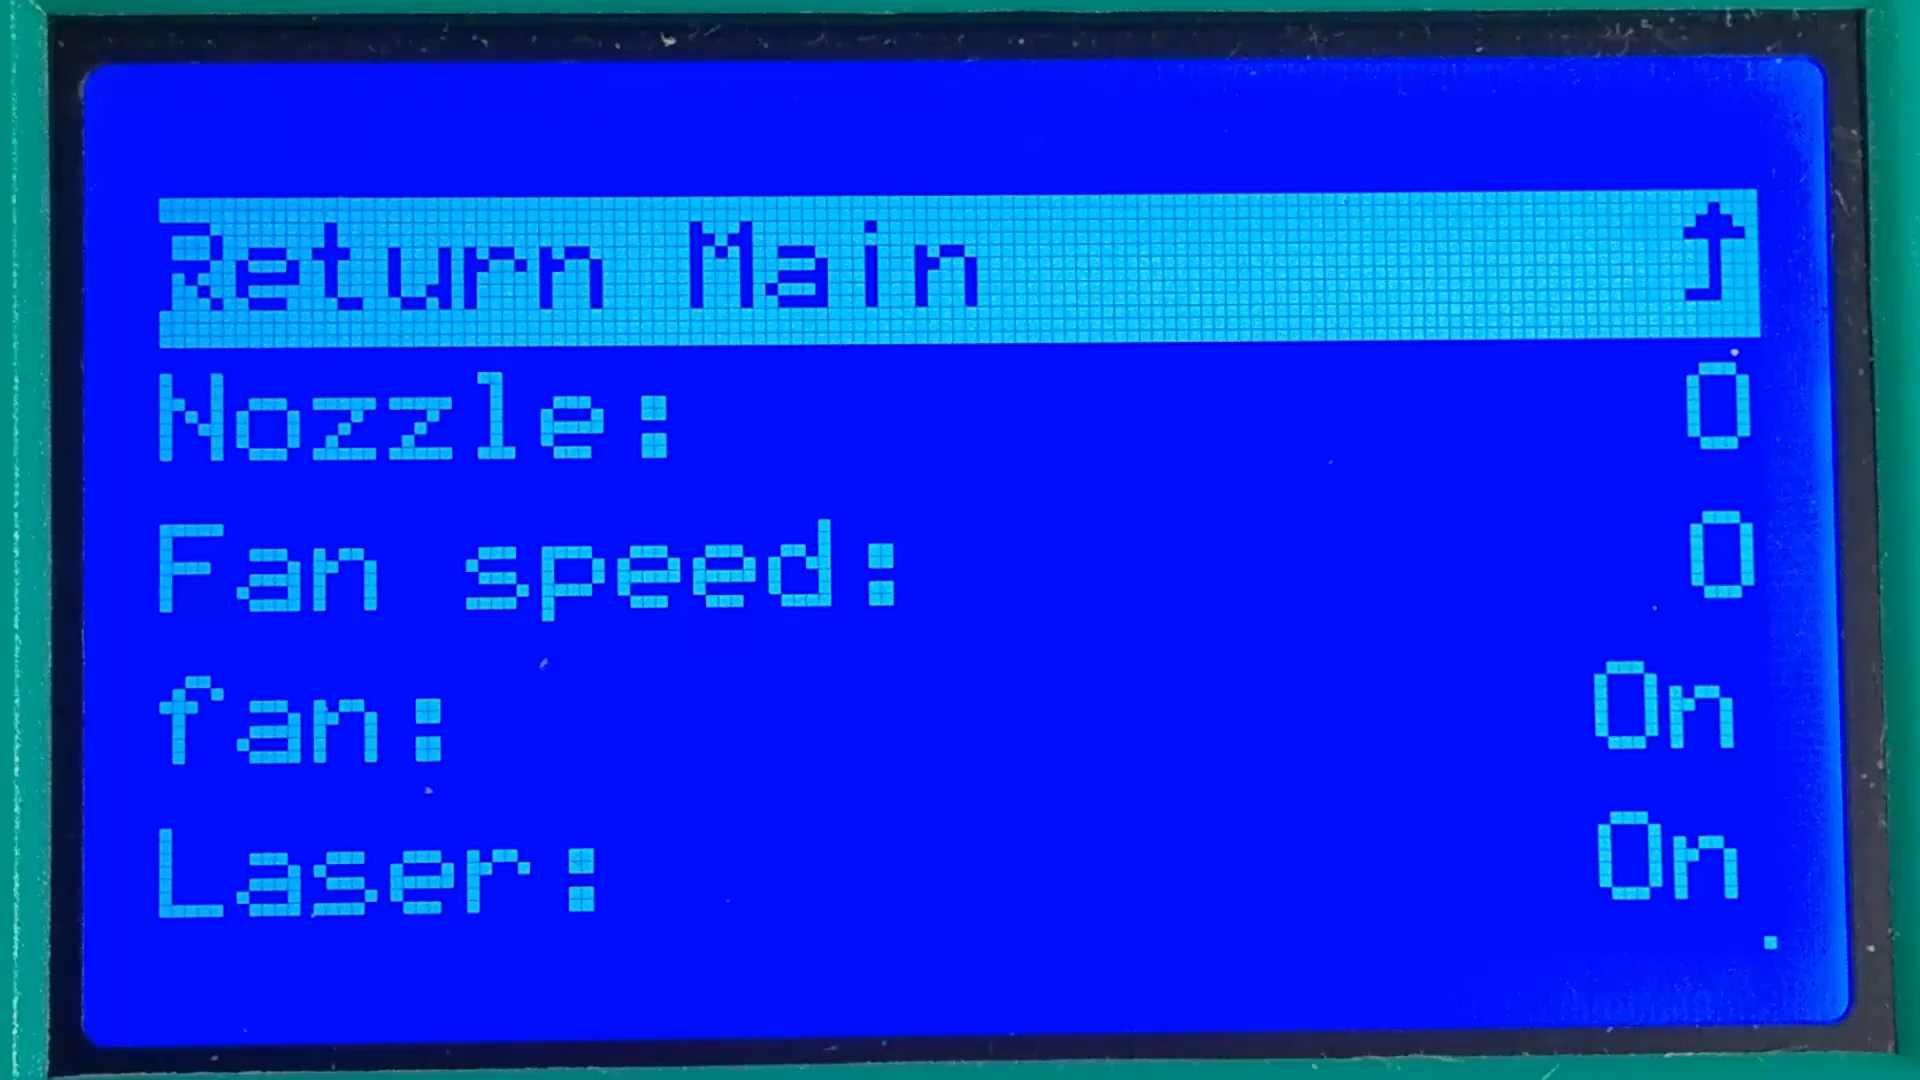 Return Main
Nozzle: 0
Fan speed: 0
fan: On
Laser: On